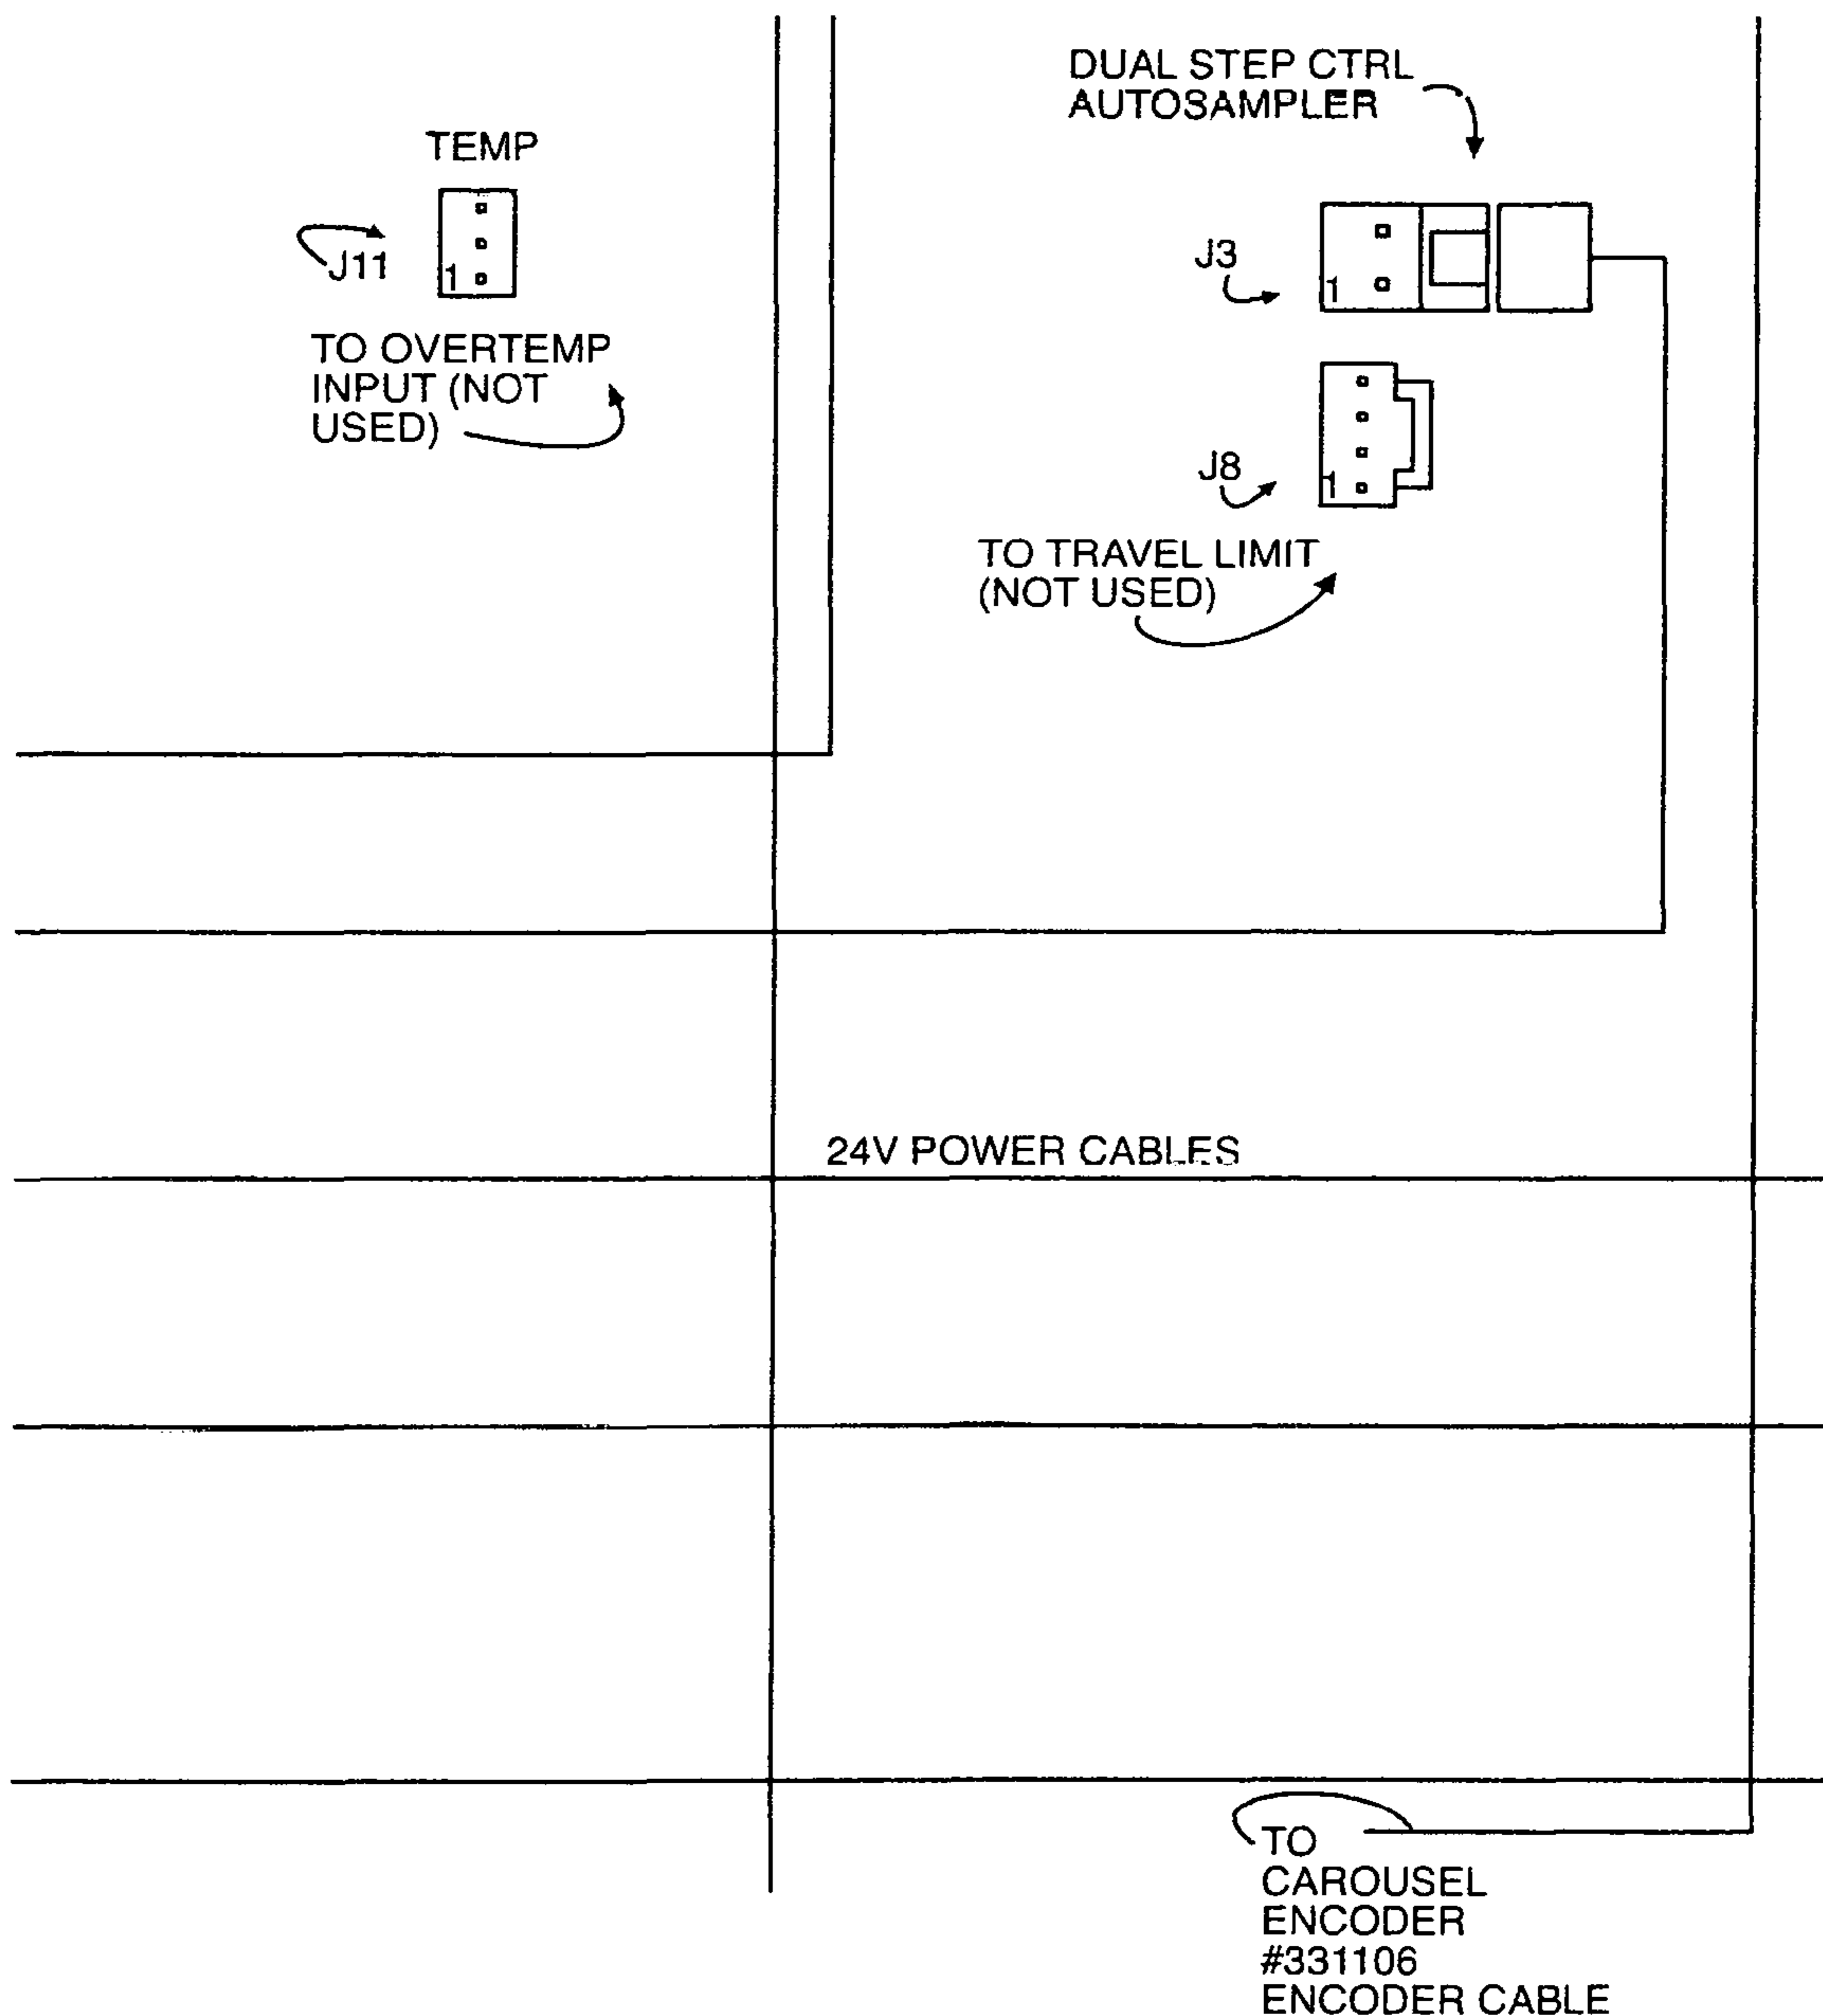 DUAL STEP CTRL
AUTOSAMPLER
TEMP
J11
1
TO OVERTEMP
INPUT (NOT
USED)
J3
1
J8
1
TO TRAVEL LIMIT
(NOT USED)
24V POWER CABLES
TO
CAROUSEL
ENCODER
#331106
ENCODER CABLE